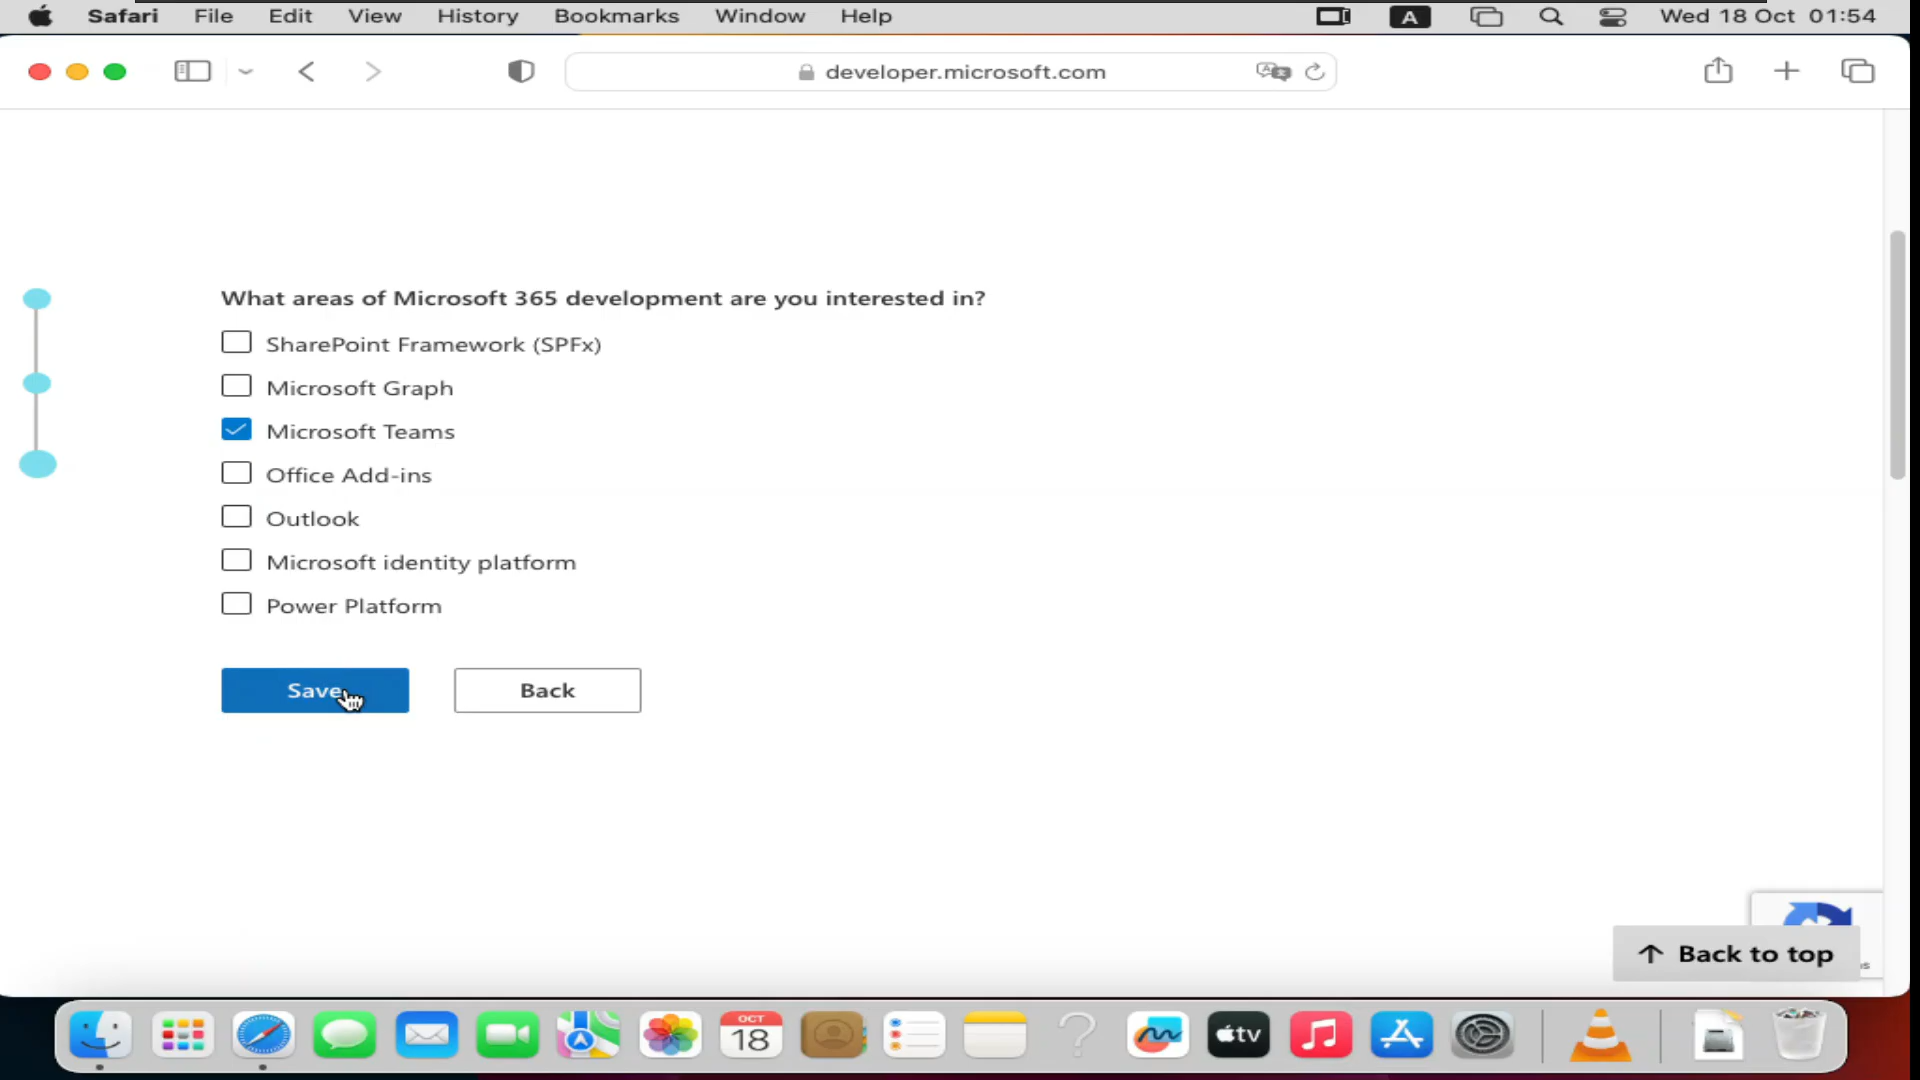 Safari File Edit View History Bookmarks Window Help A Wed 18 Oct 01:54
developer.microsoft.com
What areas of Microsoft 365 development are you interested in?
SharePoint Framework (SPFx)
Microsoft Graph
Microsoft Teams
Office Add-ins
Outlook
Microsoft identity platform
Power Platform
Save Back
Back to top
OCT
18
tv